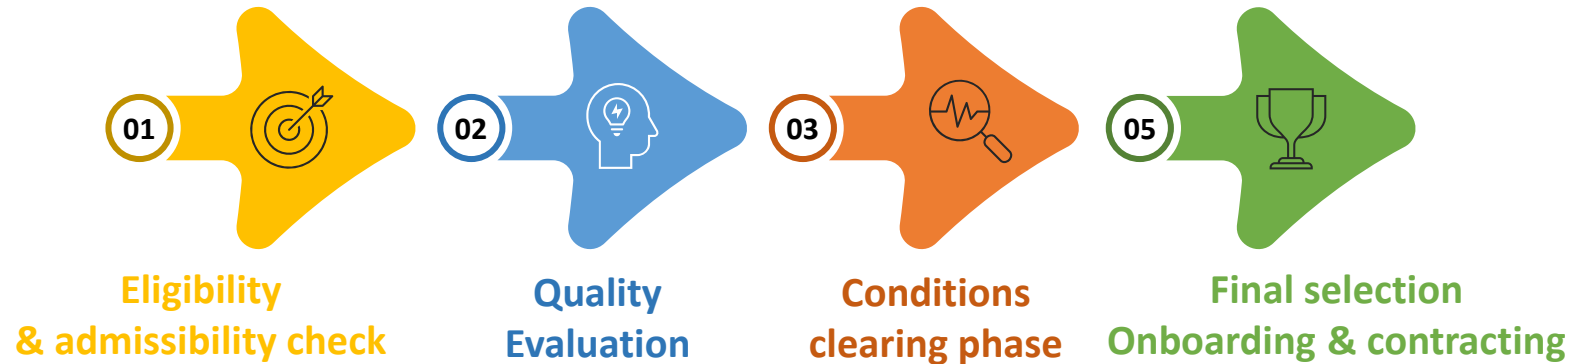 01
02
03
05
Eligibility
& admissibility check
Quality
Evaluation
Conditions
clearing phase
Final selection
Onboarding & contracting